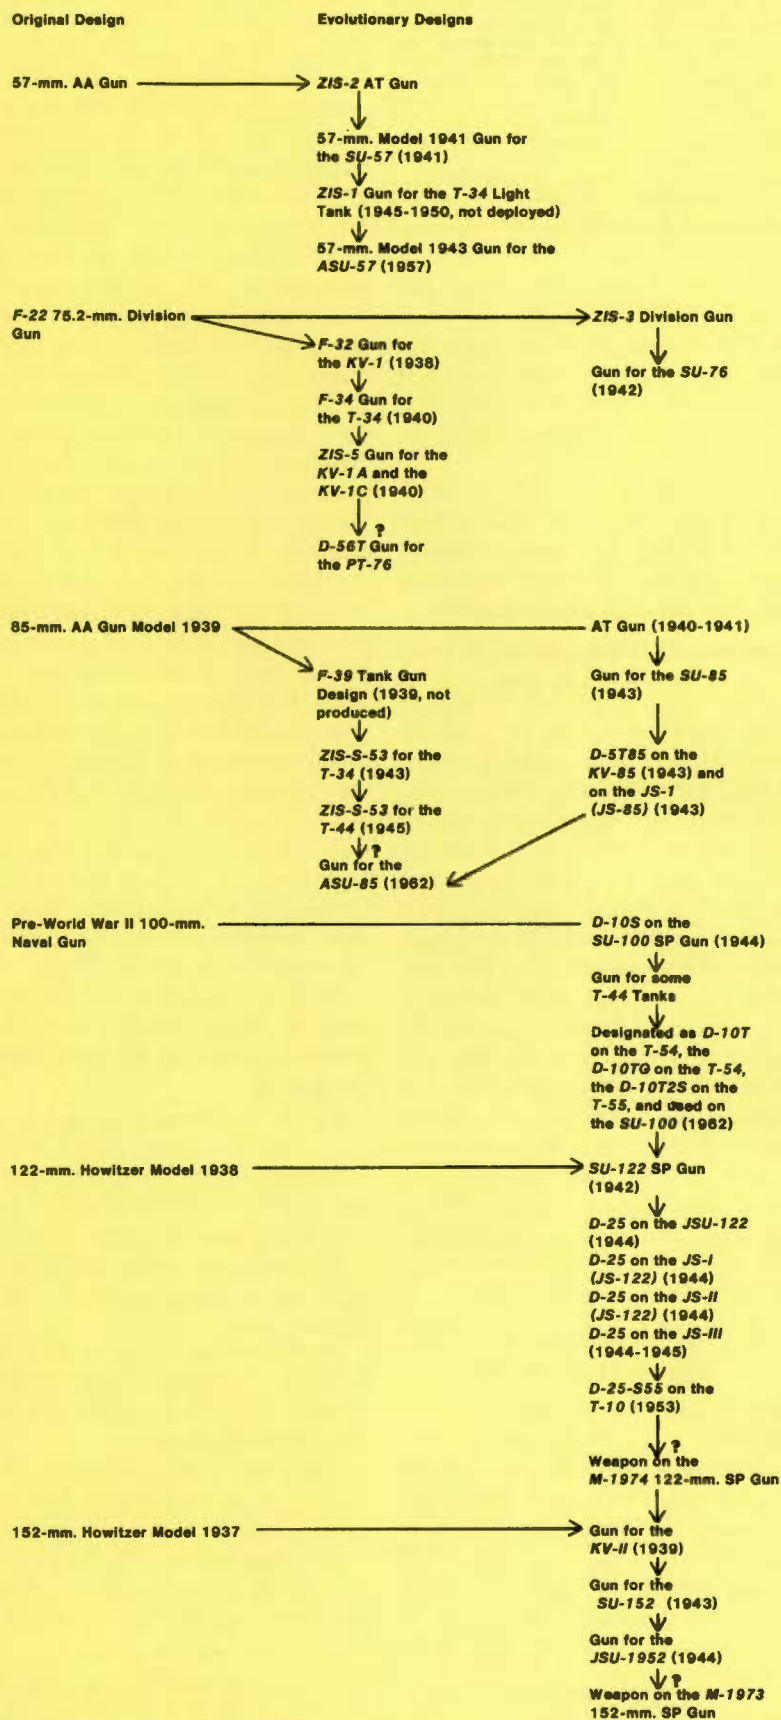 Original Design
Evolutionary Designs
57-mm. AA Gun
ZIS-2 AT Gun
57-mm. Model 1941 Gun for
the SU-57 (1941)
ZIS-1 Gun for the T-34 Light
Tank (1945-1950, not deployed)
57-mm. Model 1943 Gun for the
ASU-57 (1957)
F-22 75.2-mm. Division
Gun
F-32 Gun for
the KV-1 (1938)
F-34 Gun for
the T-34 (1940)
ZIS-5 Gun for the
KV-1A and the
KV-1C (1940)
?
D-56T Gun for
the PT-76
ZIS-3 Division Gun
Gun for the SU-76
(1942)
85-mm. AA Gun Model 1939
F-39 Tank Gun
Design (1939, not
produced)
ZIS-S-53 for the
T-34 (1943)
ZIS-S-53 for the
T-44 (1945)
?
Gun for the
ASU-85 (1962)
AT Gun (1940-1941)
Gun for the SU-85
(1943)
D-5T85 on the
KV-85 (1943) and
on the JS-1
(JS-85) (1943)
Pre-World War II 100-mm.
Naval Gun
D-10S on the
SU-100 SP Gun (1944)
Gun for some
T-44 Tanks
Designated as D-10T
on the T-54, the
D-10TG on the T-54,
the D-10T2S on the
T-55, and used on
the SU-100 (1962)
122-mm. Howitzer Model 1938
SU-122 SP Gun
(1942)
D-25 on the JSU-122
(1944)
D-25 on the JS-I
(JS-122) (1944)
D-25 on the JS-II
(JS-122) (1944)
D-25 on the JS-III
(1944-1945)
D-25-S55 on the
T-10 (1953)
?
Weapon on the
M-1974 122-mm. SP Gun
152-mm. Howitzer Model 1937
Gun for the
KV-II (1939)
Gun for the
SU-152 (1943)
Gun for the
JSU-1952 (1944)
?
Weapon on the M-1973
152-mm. SP Gun